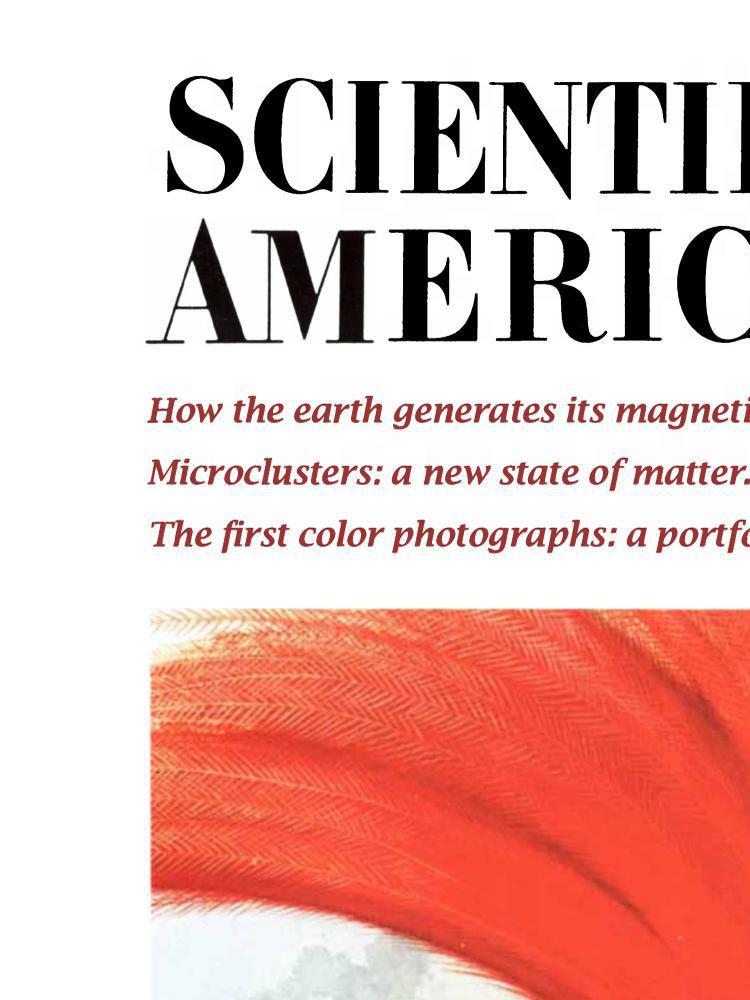 SCIENTI
AMERIC
How the earth generates its magneti
Microclusters: a new state of matter.
The first color photographs: a portfo